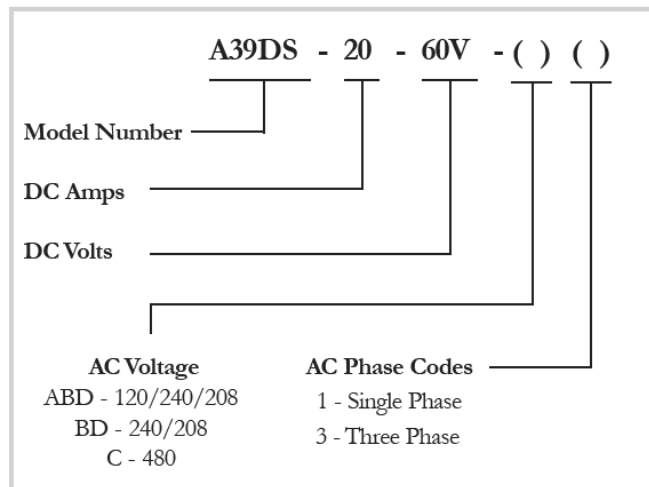 A39DS - 20 - 60V - ( ) ( )
Model Number
DC Amps
DC Volts
AC Voltage
ABD - 120/240/208
BD - 240/208
C - 480
AC Phase Codes
1 - Single Phase
3 - Three Phase